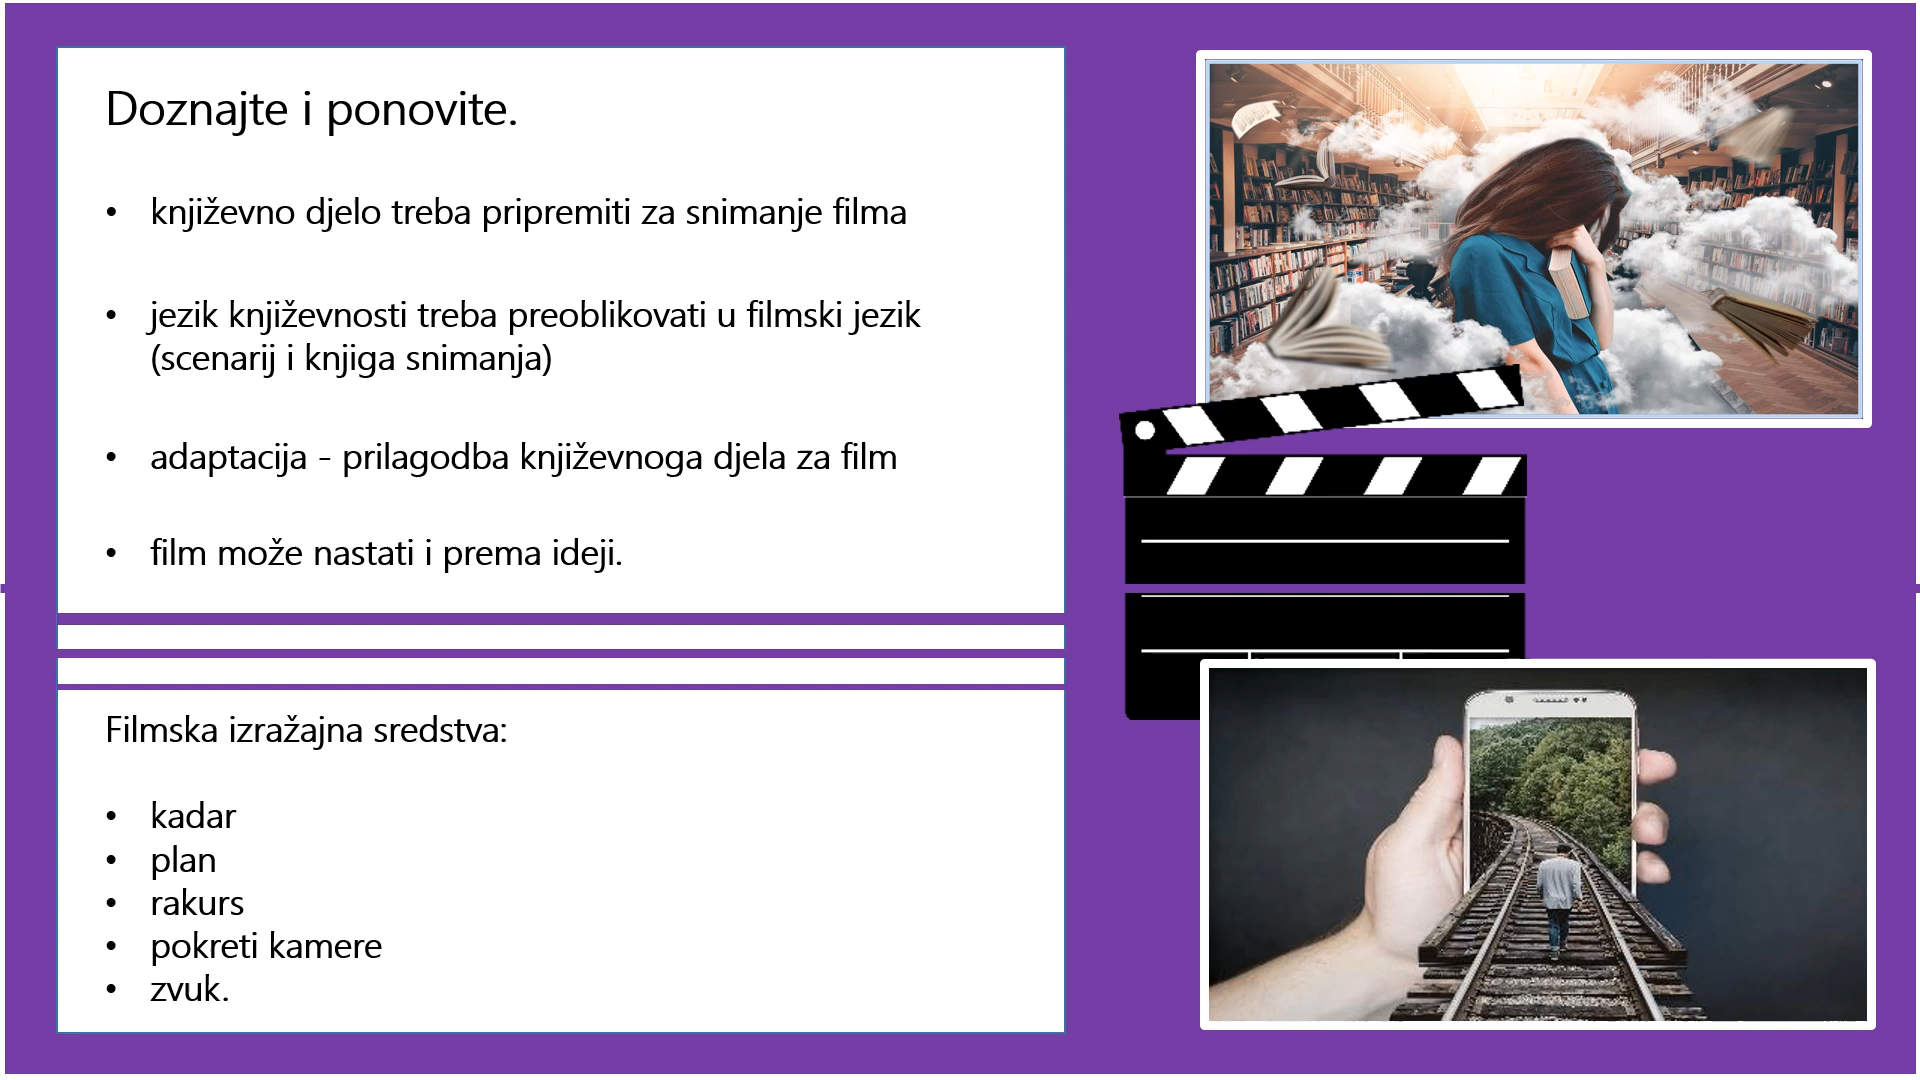 Doznajte i ponovite.
• književno djelo treba pripremiti za snimanje filma
• jezik književnosti treba preoblikovati u filmski jezik
(scenarij i knjiga snimanja)
• adaptacija - prilagodba književnoga djela za film
• film može nastati i prema ideji.
Filmska izražajna sredstva:
• kadar
• plan
• rakurs
• pokreti kamere
• zvuk.